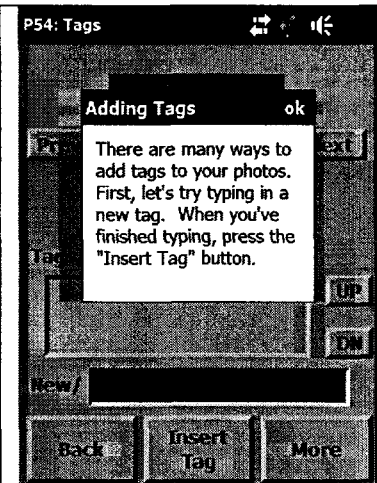 P54: Tags
Adding Tags ok
There are many ways to
add tags to your photos.
First, let's try typing in a
new tag. When you've
finished typing, press the
"Insert Tag" button.
UP
DN
New/
Back Insert More
Tag